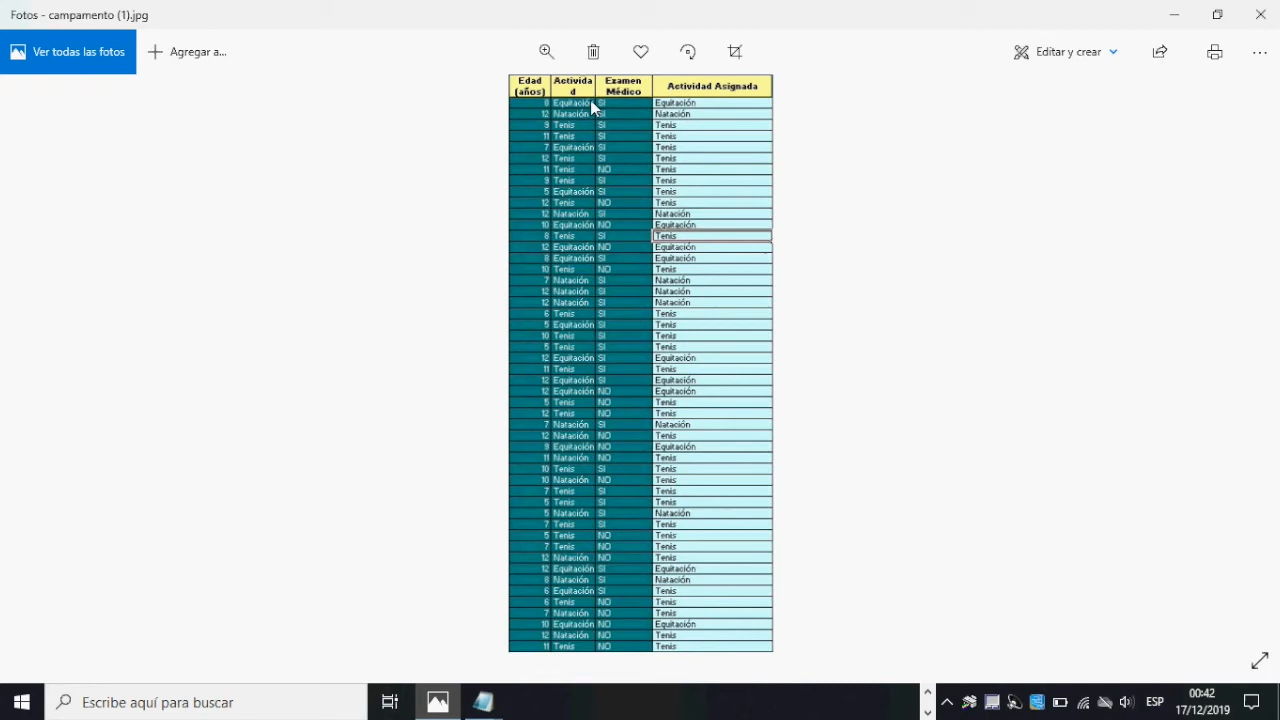 Fotos - campamento (1).jpg
Ver todas las fotos
Agregar a...
Editar y crear
Edad (años) Activida d Examen Médico Actividad Asignada
8 Equitación SI Equitación
12 Natación SI Natación
9 Tenis SI Tenis
11 Tenis SI Tenis
7 Equitación SI Tenis
12 Tenis SI Tenis
11 Tenis NO Tenis
9 Tenis SI Tenis
5 Equitación SI Tenis
12 Tenis NO Tenis
12 Natación SI Natación
10 Equitación NO Equitación
8 Tenis SI Tenis
12 Equitación NO Equitación
8 Equitación SI Equitación
10 Tenis NO Tenis
7 Natación SI Natación
12 Natación SI Natación
12 Natación SI Natación
6 Tenis SI Tenis
5 Equitación SI Tenis
10 Tenis SI Tenis
5 Tenis SI Tenis
12 Equitación SI Equitación
11 Tenis SI Tenis
12 Equitación SI Equitación
12 Equitación NO Equitación
5 Tenis NO Tenis
12 Tenis NO Tenis
7 Natación SI Natación
12 Natación NO Tenis
9 Equitación NO Equitación
11 Natación NO Tenis
10 Tenis SI Tenis
10 Natación NO Tenis
7 Tenis SI Tenis
5 Tenis SI Tenis
5 Natación SI Natación
7 Tenis SI Tenis
5 Tenis NO Tenis
7 Tenis NO Tenis
12 Natación NO Tenis
12 Equitación SI Equitación
8 Natación SI Natación
6 Equitación SI Tenis
6 Tenis NO Tenis
7 Natación NO Tenis
10 Equitación NO Equitación
12 Natación NO Tenis
11 Tenis NO Tenis
Escribe aquí para buscar
ESP
00:42
17/12/2019